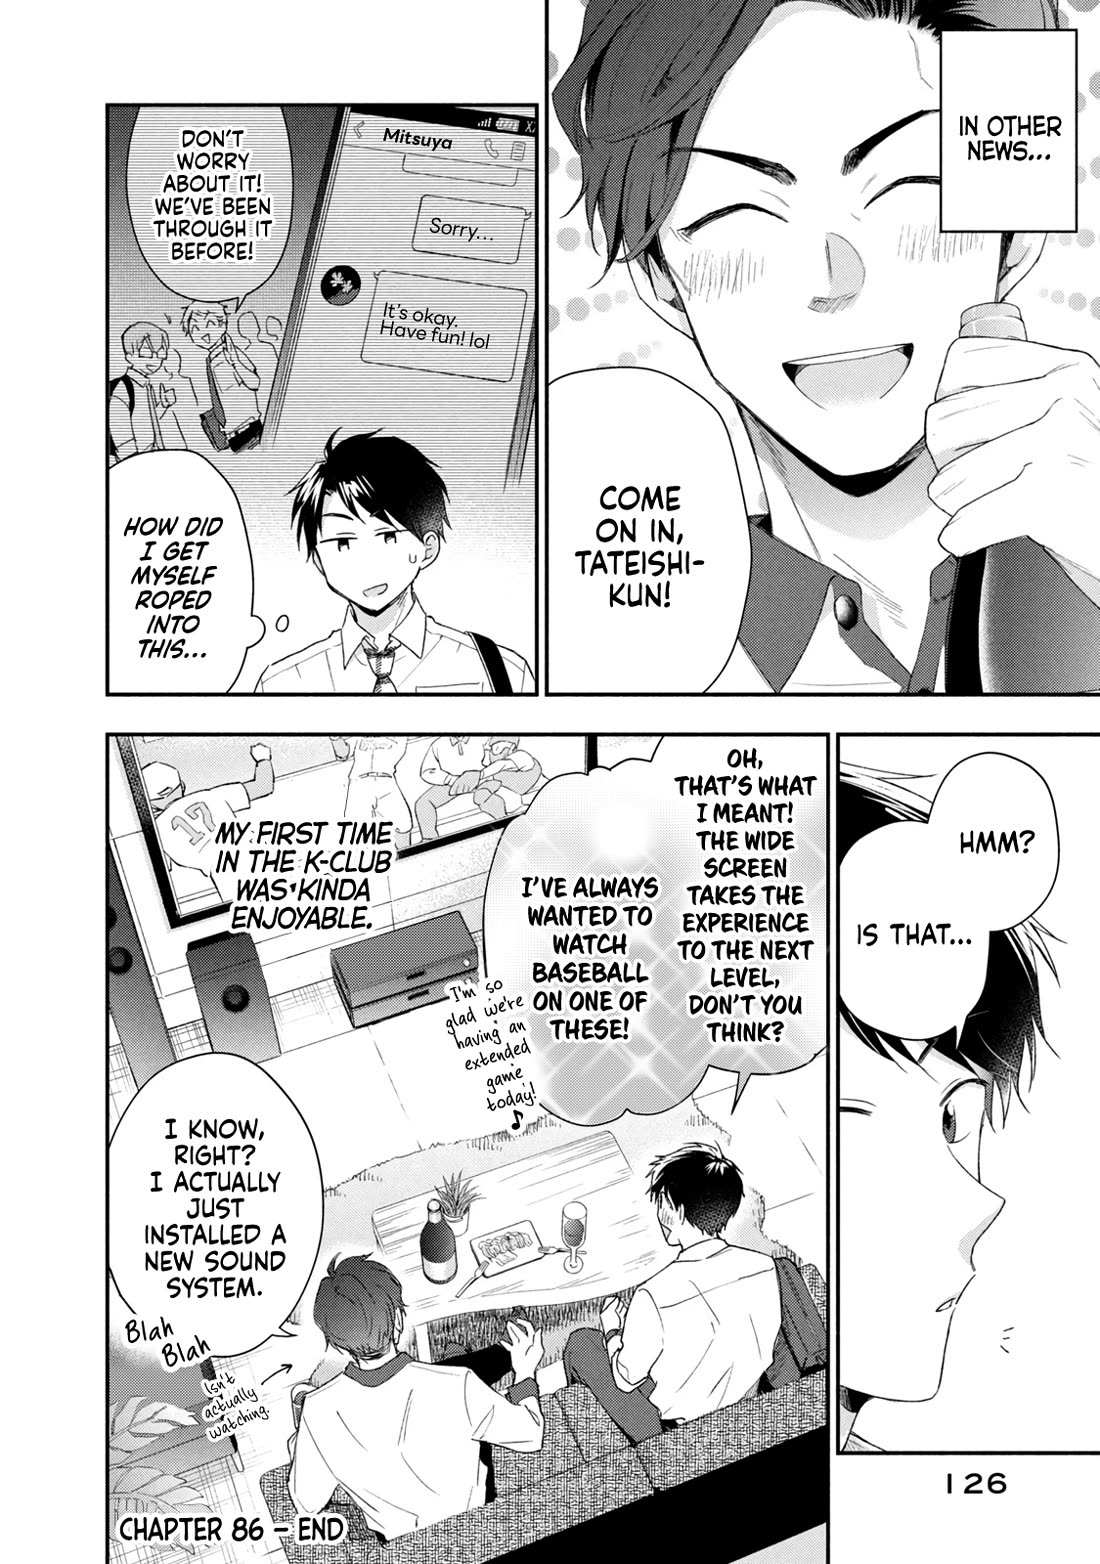 IN OTHER
NEWS...
COME
ON IN,
TATEISHI-
KUN!
DON'T
WORRY
ABOUT IT!
WE'VE BEEN
THROUGH IT
BEFORE!
Mitsuya
Sorry...
It's okay.
Have fun! lol
HOW DID
I GET
MYSELF
ROPED
INTO
THIS...
HMM?
IS THAT...
OH,
THAT'S WHAT
I MEANT!
THE WIDE
SCREEN
TAKES THE
EXPERIENCE
TO THE NEXT
LEVEL,
DON'T YOU
THINK?
I'VE ALWAYS
WANTED TO
WATCH
BASEBALL
ON ONE OF
THESE!
I'm so
glad we're
having an
extended
game
today!
♪
17
MY FIRST TIME
IN THE K-CLUB
WAS KINDA
ENJOYABLE.
I KNOW,
RIGHT?
I ACTUALLY
JUST
INSTALLED A
NEW SOUND
SYSTEM.
Blah
Blah
Isn't
actually
watching.
CHAPTER 86 – END
126